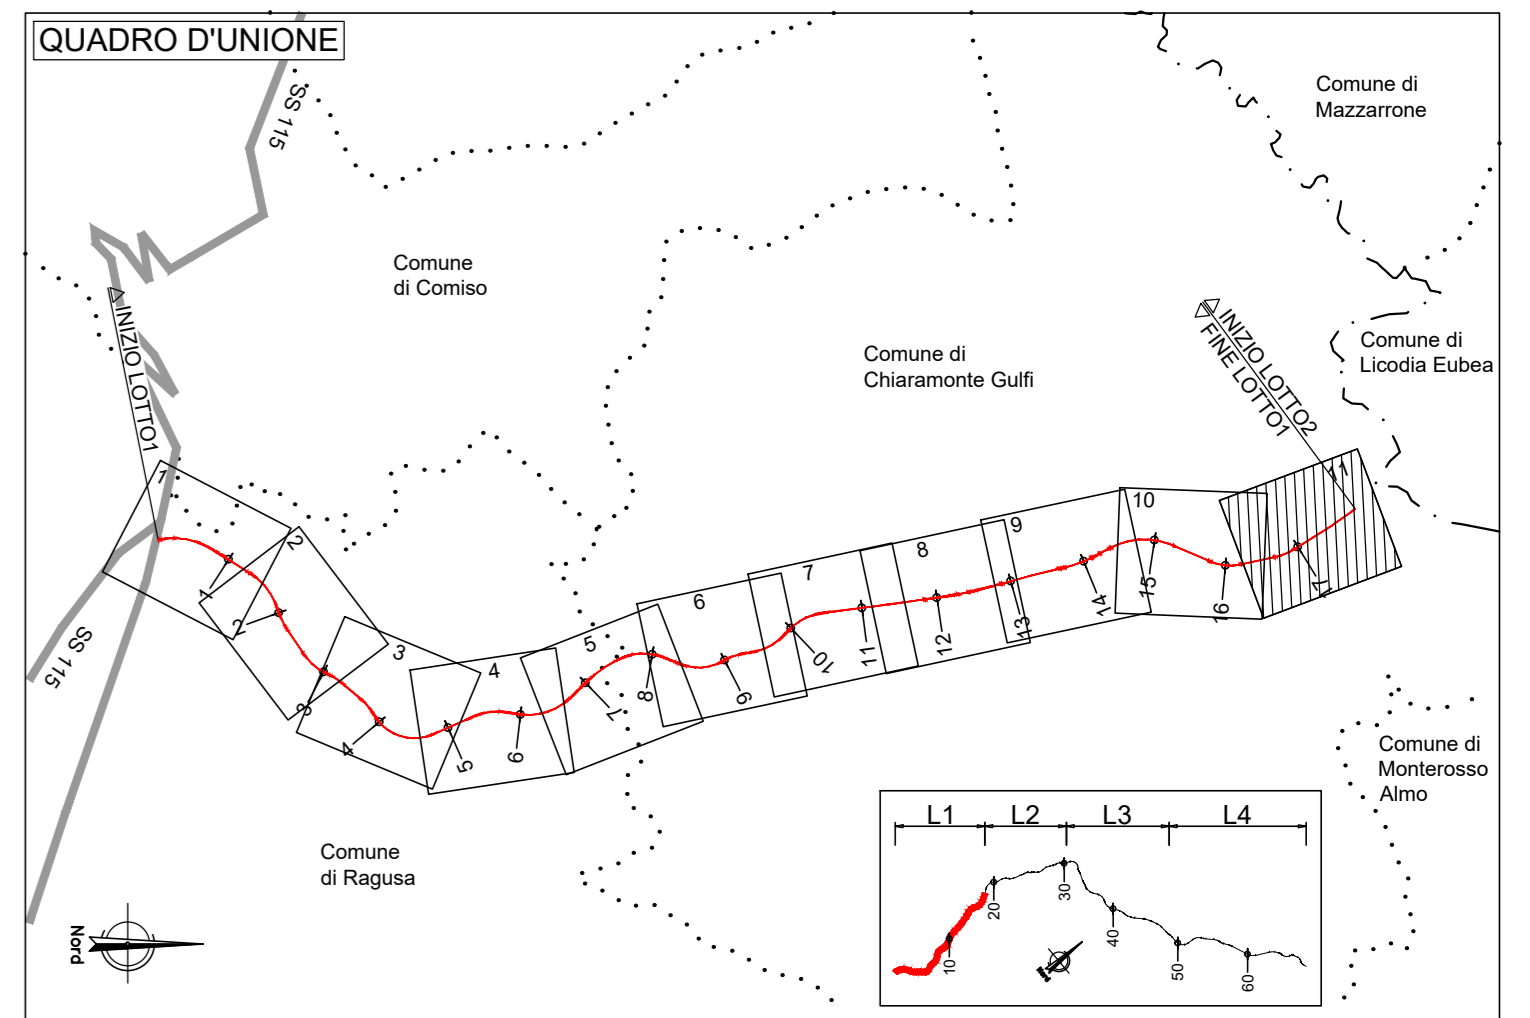 QUADRO D'UNIONE
SS 115
Comune di
Mazzarrone
Comune
di Comiso
INIZIO LOTTO1
Comune di
Chiaramonte Gulfi
INIZIO LOTTO2
FINE LOTTO1
Comune di
Licodia Eubea
1
2
3
4
5
6
7
8
9
10
11
1
2
3
4
5
6
7
8
9
10
11
12
13
14
15
16
17
SS 115
Comune di
Monterosso
Almo
Comune
di Ragusa
Nord
L1
L2
L3
L4
10
20
30
40
50
60